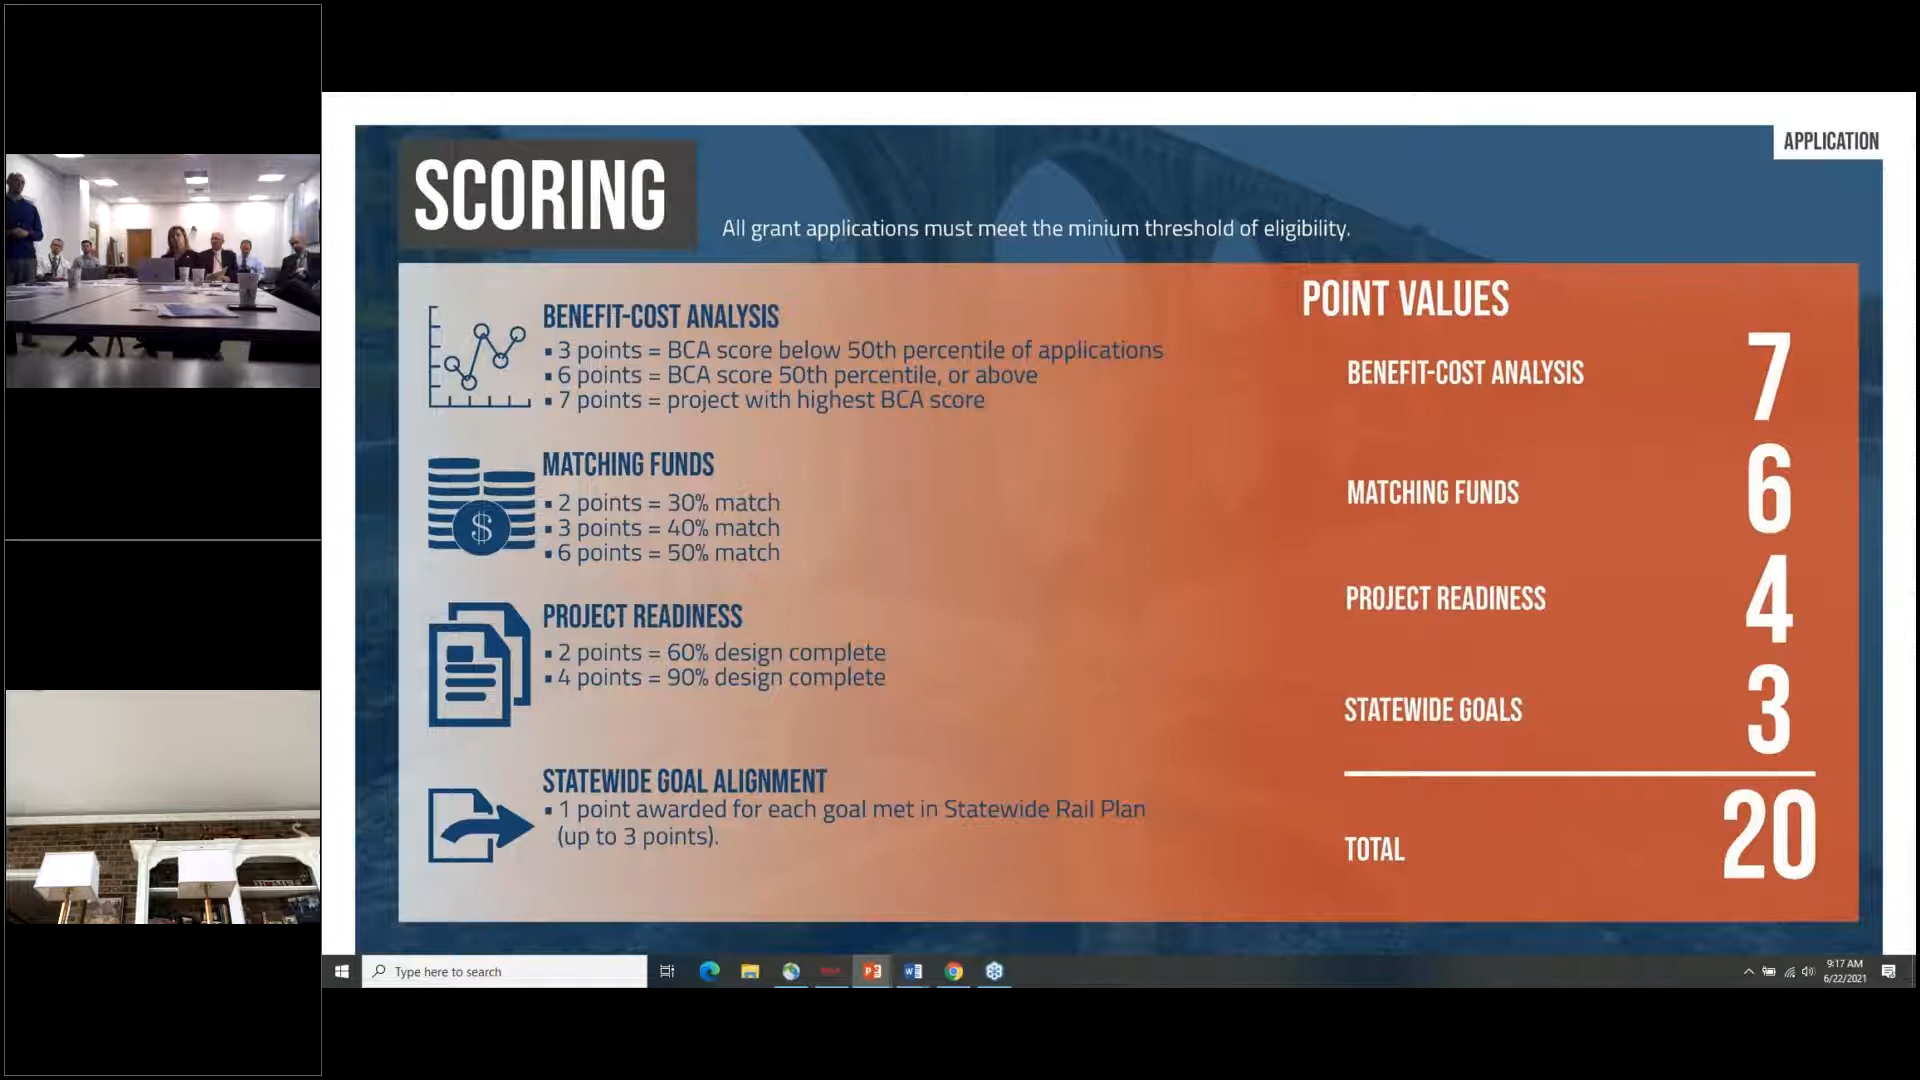 APPLICATION
SCORING
All grant applications must meet the minium threshold of eligibility.
BENEFIT-COST ANALYSIS
▪ 3 points = BCA score below 50th percentile of applications
▪ 6 points = BCA score 50th percentile, or above
▪ 7 points = project with highest BCA score
MATCHING FUNDS
▪ 2 points = 30% match
▪ 3 points = 40% match
▪ 6 points = 50% match
PROJECT READINESS
▪ 2 points = 60% design complete
▪ 4 points = 90% design complete
STATEWIDE GOAL ALIGNMENT
▪ 1 point awarded for each goal met in Statewide Rail Plan
(up to 3 points).
POINT VALUES
BENEFIT-COST ANALYSIS 7
MATCHING FUNDS 6
PROJECT READINESS 4
STATEWIDE GOALS 3
TOTAL 20
Type here to search
9:17 AM
6/22/2021